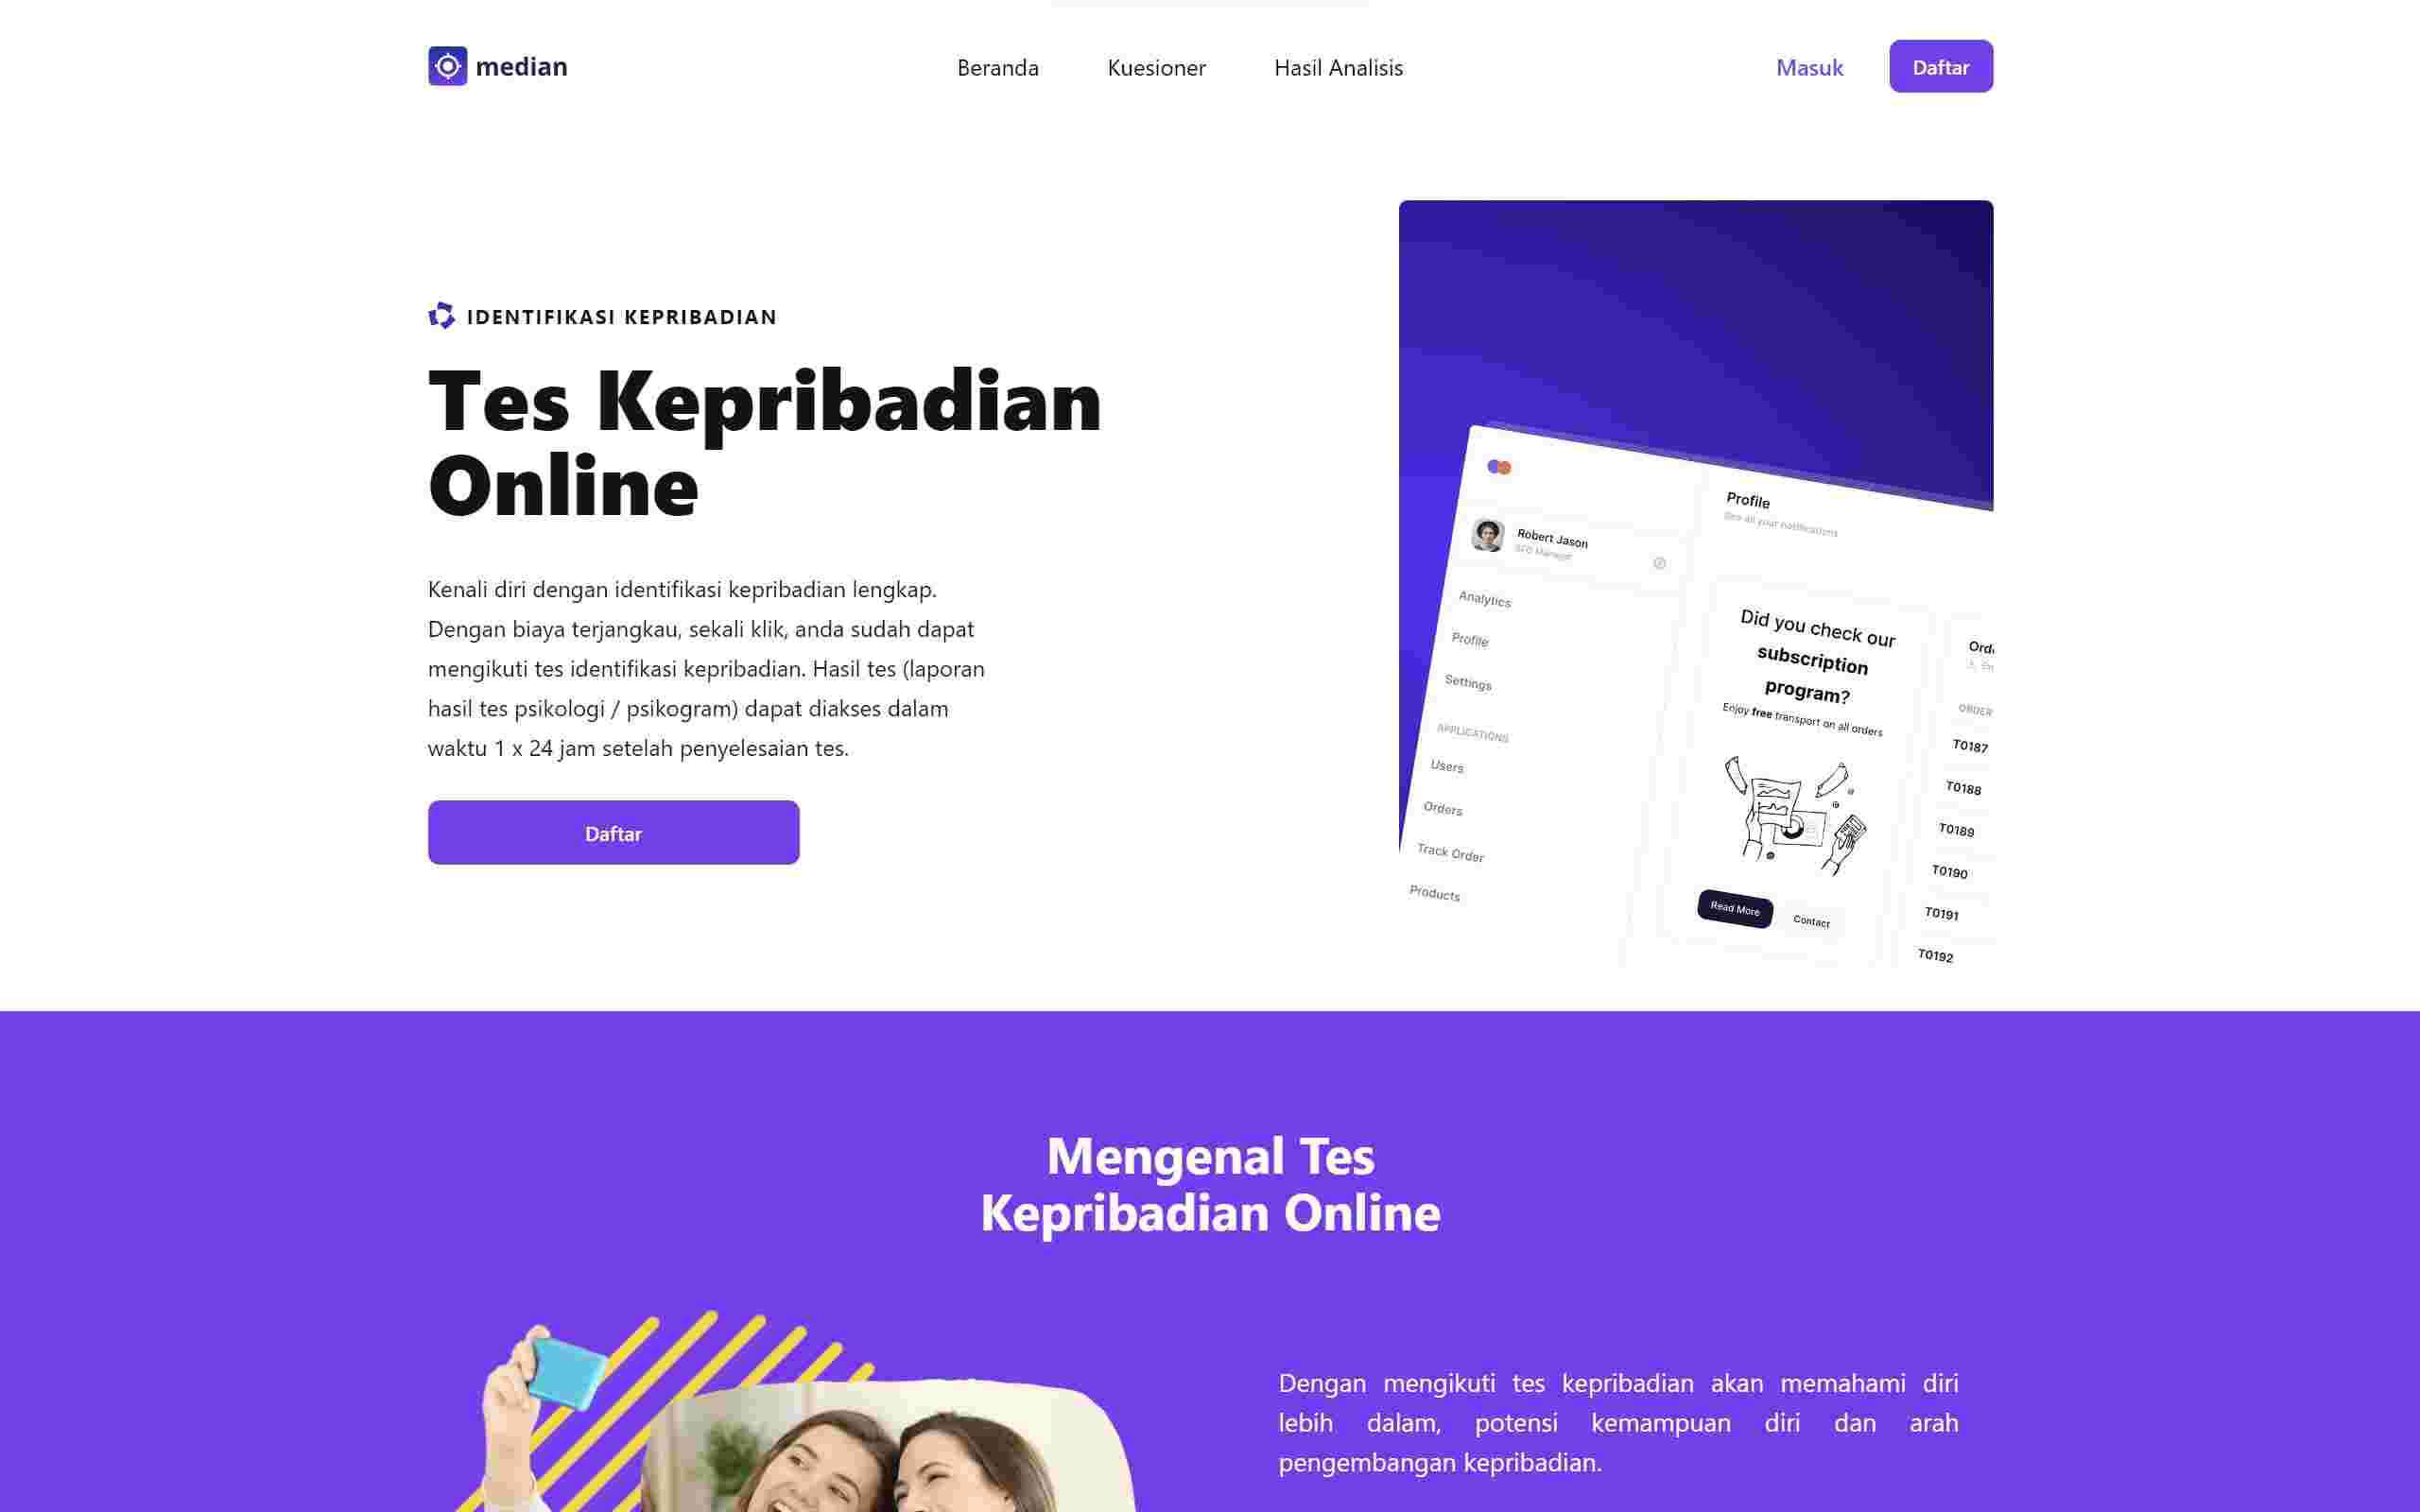 median
Beranda
Kuesioner
Hasil Analisis
Masuk
Daftar
IDENTIFIKASI KEPRIBADIAN
Tes Kepribadian
Online
Kenali diri dengan identifikasi kepribadian lengkap.
Dengan biaya terjangkau, sekali klik, anda sudah dapat
mengikuti tes identifikasi kepribadian. Hasil tes (laporan
hasil tes psikologi / psikogram) dapat diakses dalam
waktu 1 x 24 jam setelah penyelesaian tes.
Daftar
Robert Jason
Analytics
Profile
Settings
APPLICATIONS
Users
Orders
Track Order
Products
Profile
See all your notifications
Did you check our
subscription
program?
Enjoy free transport on all orders
Read More
Contact
ORDER
T0187
T0188
T0189
T0190
T0191
T0192
Mengenal Tes
Kepribadian Online
Dengan mengikuti tes kepribadian akan memahami diri
lebih dalam, potensi kemampuan diri dan arah
pengembangan kepribadian.